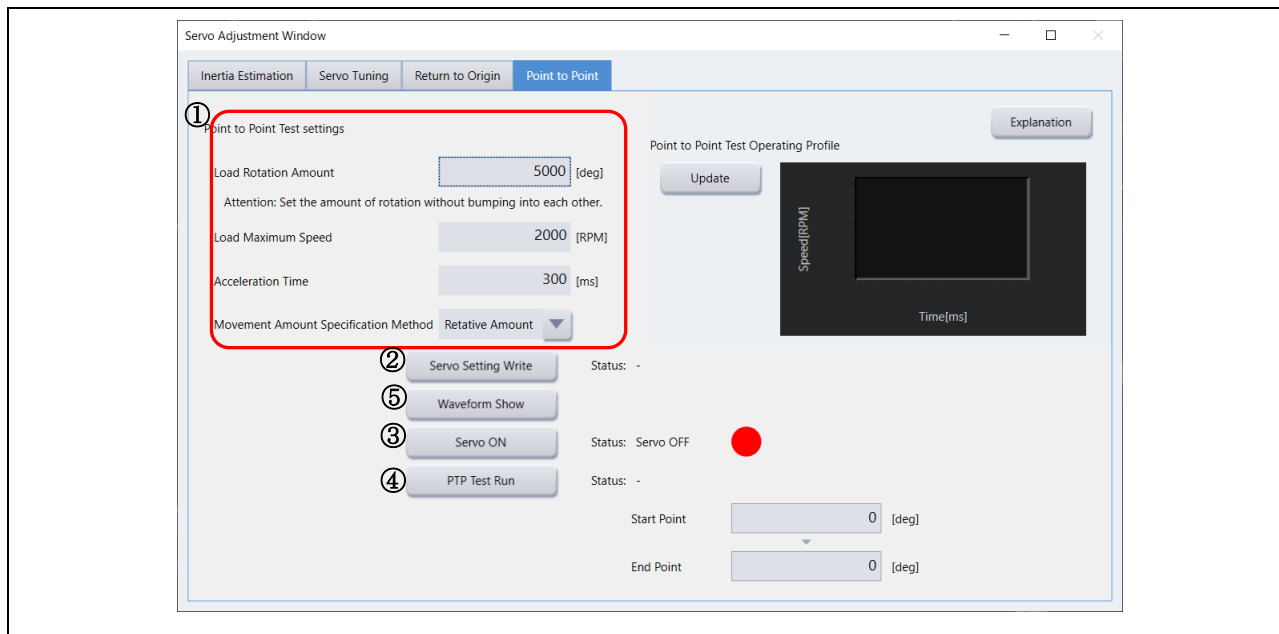 Servo Adjustment Window
Inertia Estimation Servo Tuning Return to Origin Point to Point
①
Point to Point Test settings
Explanation
Point to Point Test Operating Profile
Update
Load Rotation Amount 5000 [deg]
Attention: Set the amount of rotation without bumping into each other.
Load Maximum Speed 2000 [RPM]
Acceleration Time 300 [ms]
Movement Amount Specification Method Retative Amount
Speed[RPM]
Time[ms]
② Servo Setting Write Status: -
⑤ Waveform Show
③ Servo ON Status: Servo OFF
④ PTP Test Run Status: -
Start Point 0 [deg]
End Point 0 [deg]